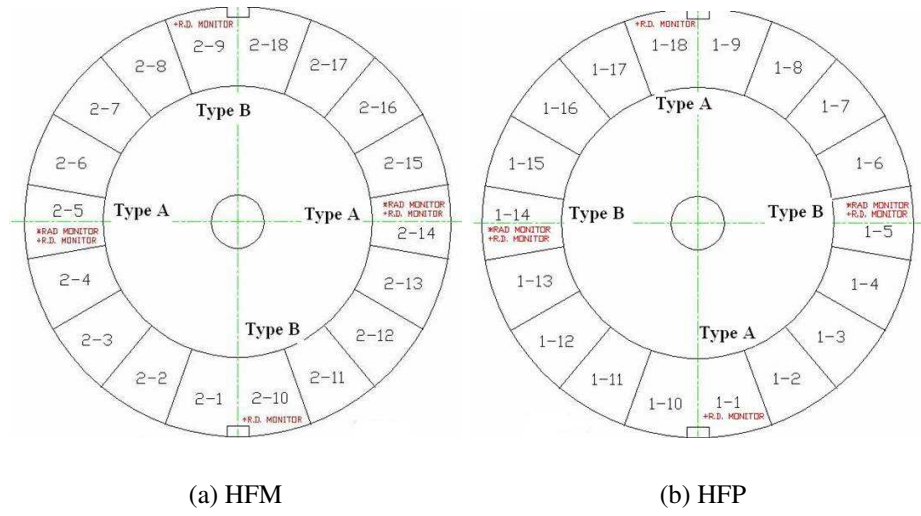 +R.D. MONITOR
2-9
2-18
2-8
2-17
2-7
2-16
Type B
2-6
2-15
2-5
Type A
Type A
*RAD MONITOR
+R.D. MONITOR
*RAD MONITOR
+R.D. MONITOR
2-14
2-4
2-13
Type B
2-3
2-12
2-2
2-11
2-1
2-10
+R.D. MONITOR
(a) HFM
+R.D. MONITOR
1-18
1-9
1-17
1-8
1-16
1-7
Type A
1-15
1-6
1-14
Type B
Type B
*RAD MONITOR
+R.D. MONITOR
*RAD MONITOR
+R.D. MONITOR
1-5
1-13
1-4
Type A
1-12
1-3
1-11
1-2
1-10
1-1
+R.D. MONITOR
(b) HFP